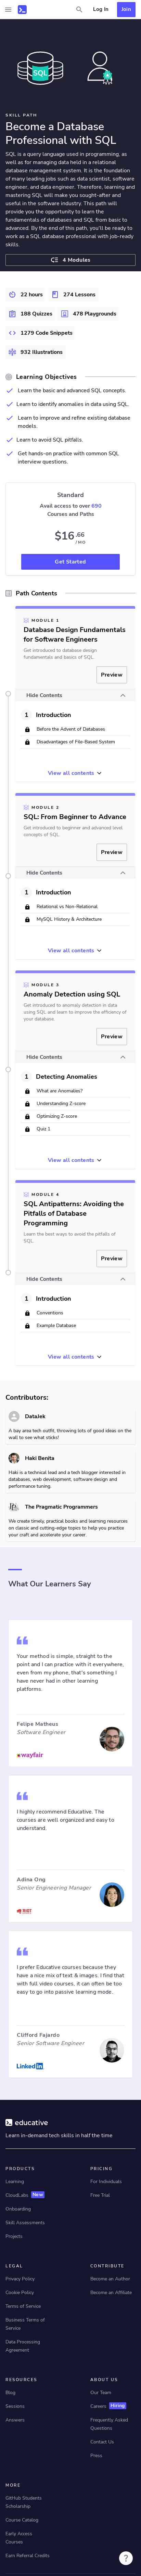 Log In
Join
SQL
SKILL PATH
Become a Database
Professional with SQL
SQL is a query language used in programming, as
well as for managing data in a relational
database management system. SQL is important
for many leading jobs such as data scientist, software
engineer, and data engineer. Therefore, learning and
mastering SQL will make you sought-after and an
asset in the software industry. This path will
provide you the opportunity to learn the
fundamentals of databases and SQL from basic to
advanced. By the end of this path, you'll be ready to
work as a SQL database professional with job-ready
skills.
4 Modules
22 hours
274 Lessons
188 Quizzes
478 Playgrounds
1279 Code Snippets
932 Illustrations
Learning Objectives
Learn the basic and advanced SQL concepts.
Learn to identify anomalies in data using SQL.
Learn to improve and refine existing database
models.
Learn to avoid SQL pitfalls.
Get hands-on practice with common SQL
interview questions.
Standard
Avail access to over 690
Courses and Paths
$16.66
/ MO
Get Started
Path Contents
MODULE 1
Database Design Fundamentals
for Software Engineers
Get introduced to database design
fundamentals and basics of SQL.
Preview
Hide Contents
1 Introduction
Before the Advent of Databases
Disadvantages of File-Based System
View all contents
MODULE 2
SQL: From Beginner to Advance
Get introduced to beginner and advanced level
concepts of SQL.
Preview
Hide Contents
1 Introduction
Relational vs Non-Relational
MySQL: History & Architecture
View all contents
MODULE 3
Anomaly Detection using SQL
Get introduced to anomaly detection in data
using SQL and learn to improve the efficiency of
your database.
Preview
Hide Contents
1 Detecting Anomalies
What are Anomalies?
Understanding Z-score
Optimizing Z-score
Quiz 1
View all contents
MODULE 4
SQL Antipatterns: Avoiding the
Pitfalls of Database
Programming
Learn the best ways to avoid the pitfalls of
SQL.
Preview
Hide Contents
1 Introduction
Conventions
Example Database
View all contents
Contributors:
DataJek
A bay area tech outfit, throwing lots of good ideas on the
wall to see what sticks!
Haki Benita
Haki is a technical lead and a tech blogger interested in
databases, web development, software design and
performance tuning.
The Pragmatic Programmers
We create timely, practical books and learning resources
on classic and cutting-edge topics to help you practice
your craft and accelerate your career.
What Our Learners Say
Your method is simple, straight to the
point and I can practice with it everywhere,
even from my phone, that's something I
have never had in other learning
platforms.
Felipe Matheus
Software Engineer
wayfair
I highly recommend Educative. The
courses are well organized and easy to
understand.
Adina Ong
Senior Engineering Manager
RIOT
I prefer Educative courses because they
have a nice mix of text & images. I find that
with full video courses, it can often be too
easy to go into passive learning mode.
Clifford Fajardo
Senior Software Engineer
LinkedIn
educative
Learn in-demand tech skills in half the time
PRODUCTS
Learning
CloudLabs New
Onboarding
Skill Assessments
Projects
PRICING
For Individuals
Free Trial
LEGAL
Privacy Policy
Cookie Policy
Terms of Service
Business Terms of
Service
Data Processing
Agreement
CONTRIBUTE
Become an Author
Become an Affiliate
RESOURCES
Blog
Sessions
Answers
ABOUT US
Our Team
Careers Hiring
Frequently Asked
Questions
Contact Us
Press
MORE
GitHub Students
Scholarship
Course Catalog
Early Access
Courses
Earn Referral Credits
?